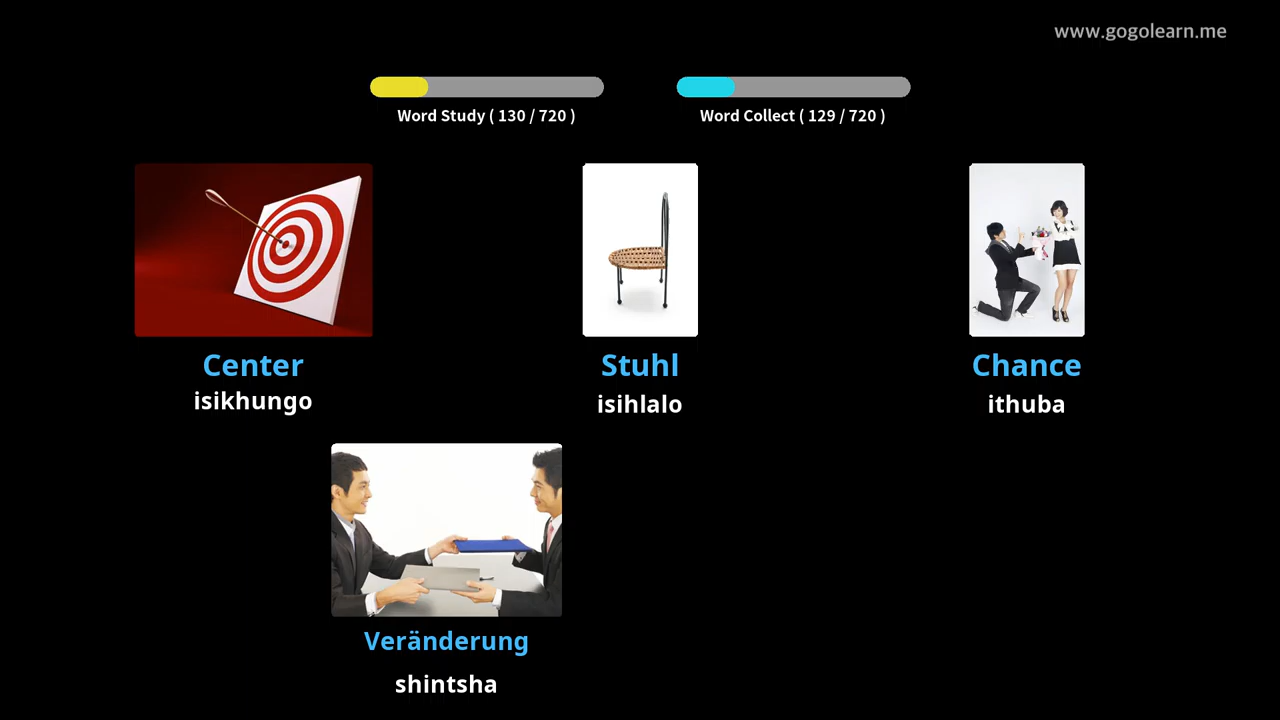 www.gogolearn.me
Word Study ( 130 / 720 )
Word Collect ( 129 / 720 )
Center
isikhungo
Stuhl
isihlalo
Chance
ithuba
Veränderung
shintsha